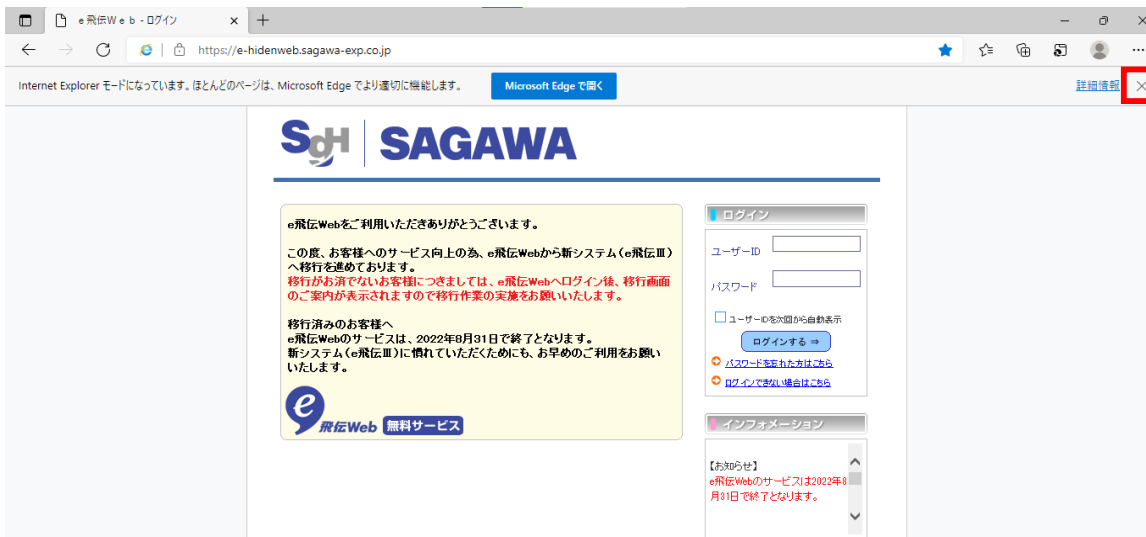 e飛伝Web - ログイン
https://e-hidenweb.sagawa-exp.co.jp
Internet Explorer モードになっています。ほとんどのページは、Microsoft Edge でより適切に機能します。
Microsoft Edge で開く
詳細情報
SGH SAGAWA
e飛伝Webをご利用いただきありがとうございます。
この度、お客様へのサービス向上の為、e飛伝Webから新システム(e飛伝Ⅲ)
へ移行を進めております。
移行がお済でないお客様につきましては、e飛伝Webへログイン後、移行画面
のご案内が表示されますので移行作業の実施をお願いいたします。
移行済みのお客様へ
e飛伝Webのサービスは、2022年8月31日で終了となります。
新システム(e飛伝Ⅲ)に慣れていただくためにも、お早めのご利用をお願い
いたします。
e飛伝Web 無料サービス
ログイン
ユーザーID
パスワード
ユーザーIDを次回から自動表示
ログインする ⇒
パスワードを忘れた方はこちら
ログインできない場合はこちら
インフォメーション
【お知らせ】
e飛伝Webのサービスは2022年8
月31日で終了となります。